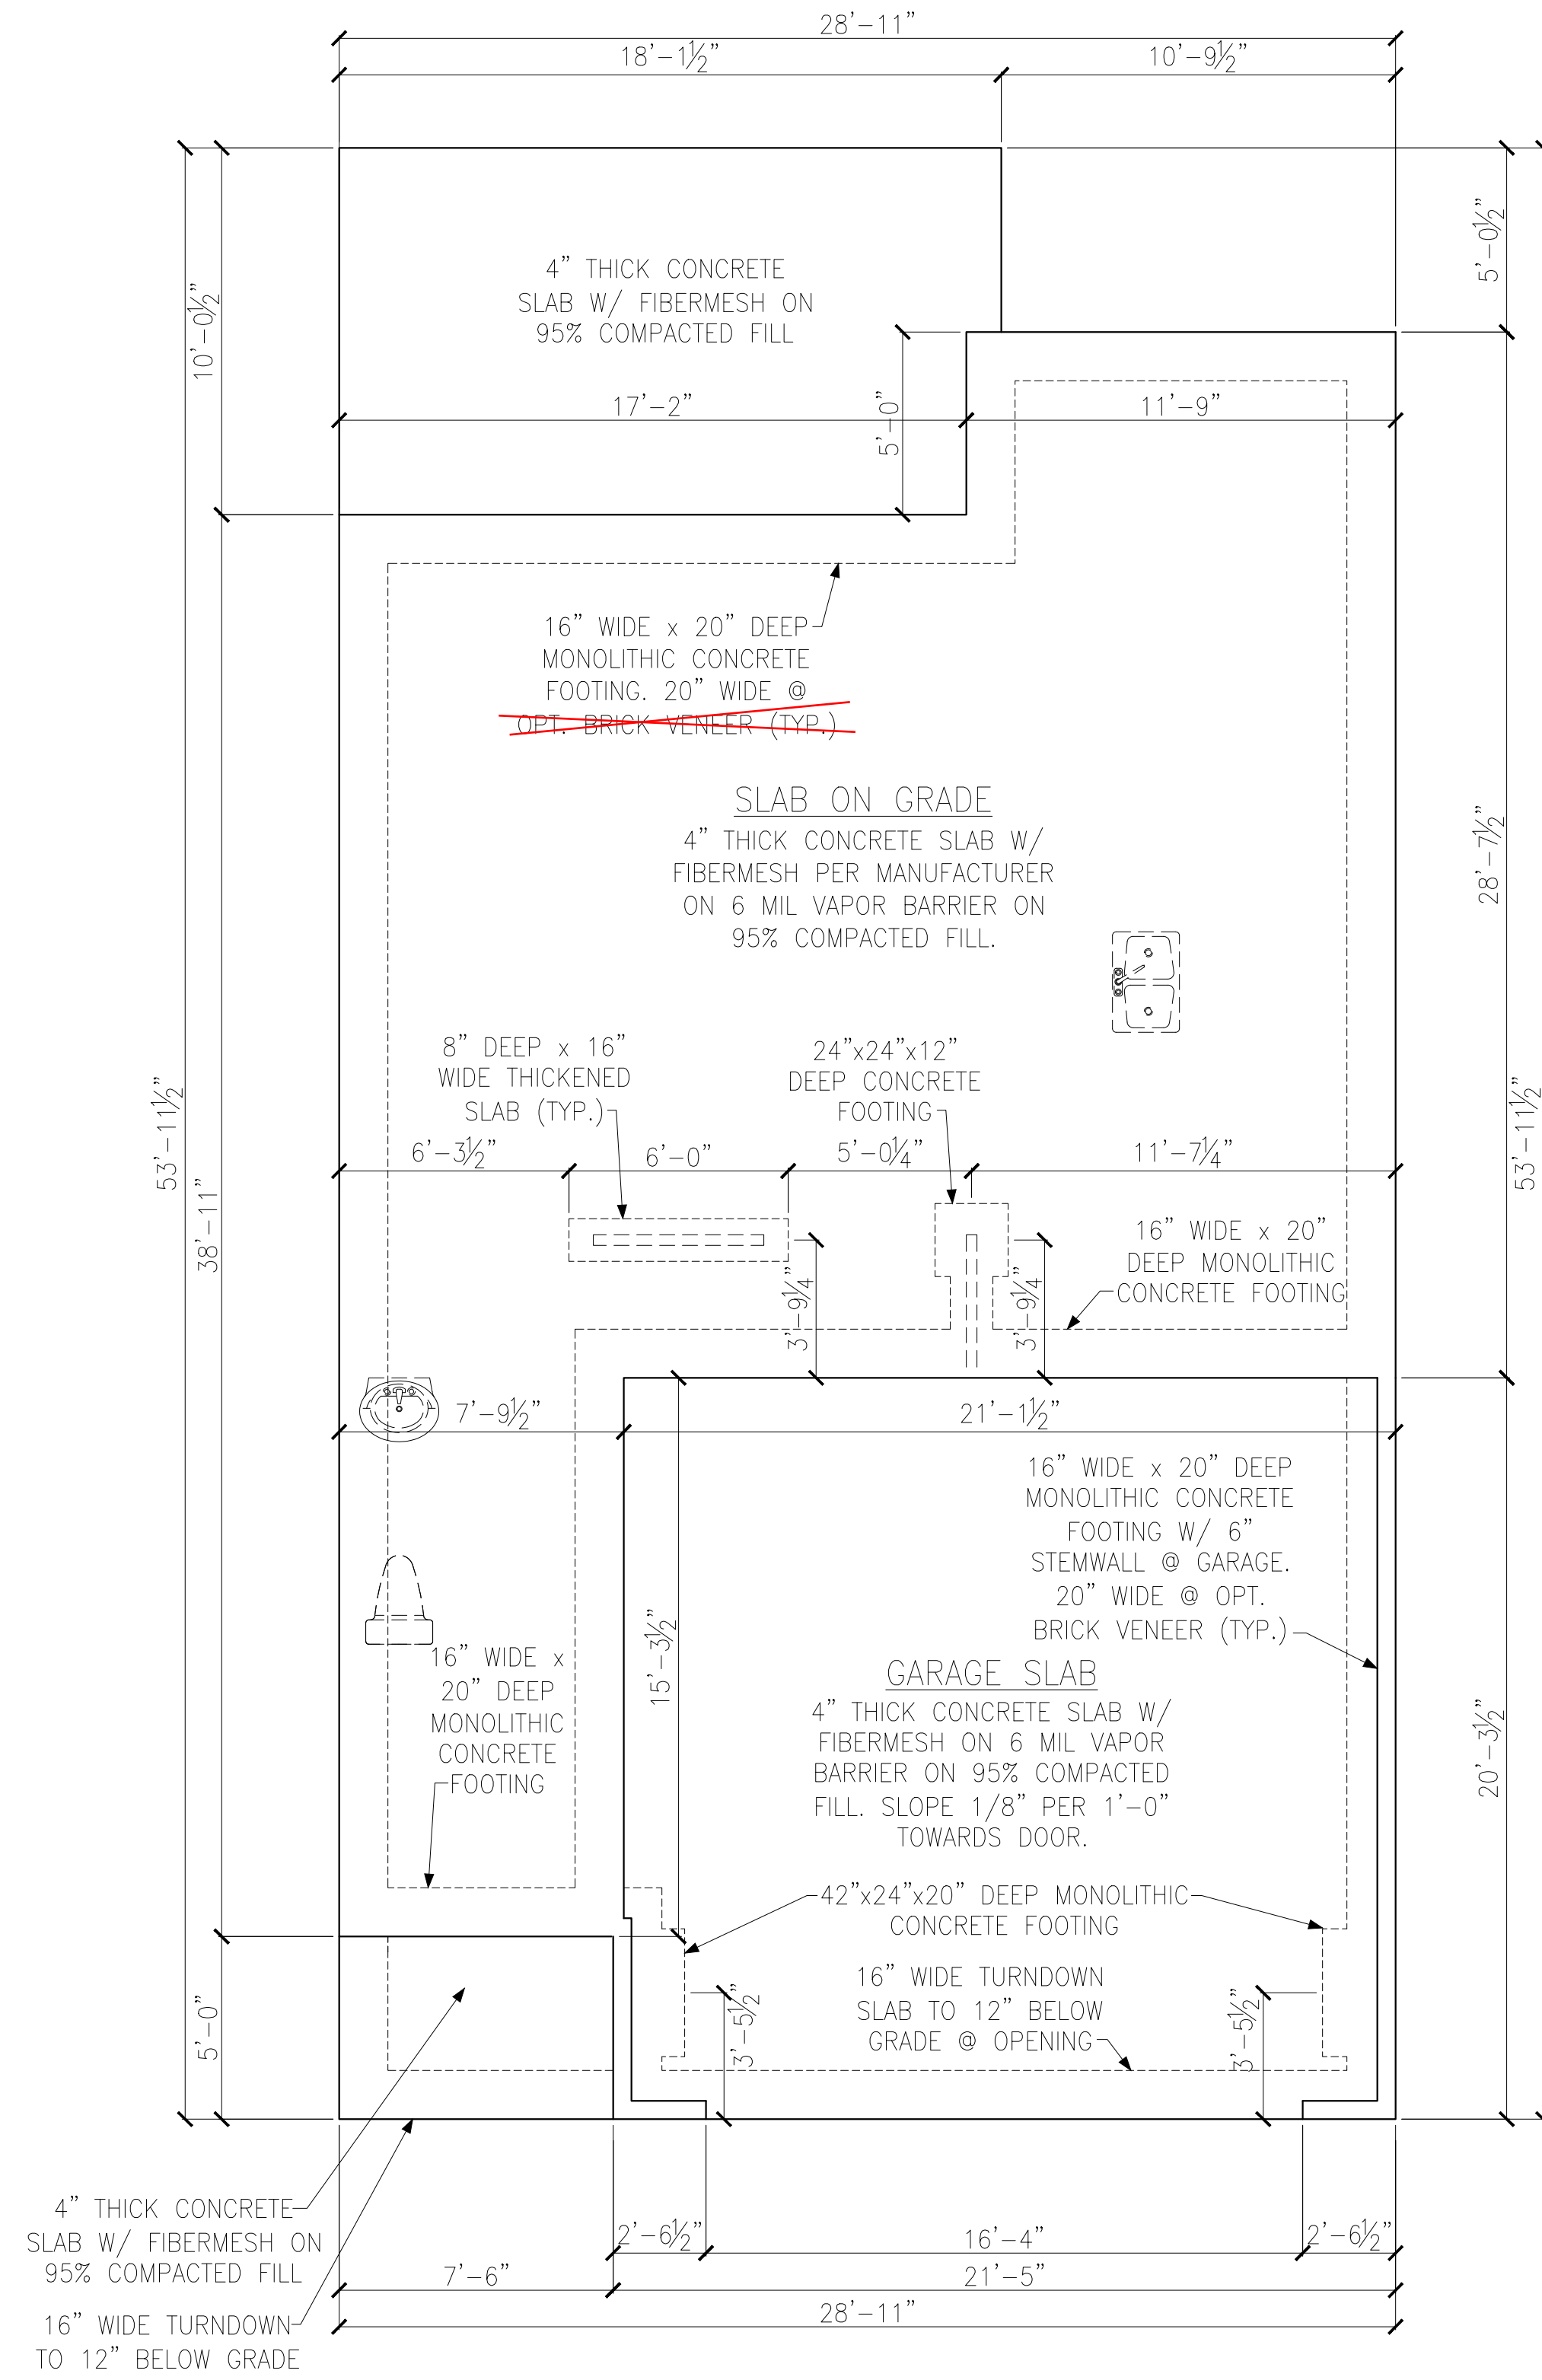 28'-11"
18'-1½"
10'-9½"
5'-0½"
10'-0½"
4" THICK CONCRETE
SLAB W/ FIBERMESH ON
95% COMPACTED FILL
17'-2"
5'-0"
11'-9"
16" WIDE x 20" DEEP
MONOLITHIC CONCRETE
FOOTING. 20" WIDE @
OPT. BRICK VENEER (TYP.)
SLAB ON GRADE
4" THICK CONCRETE SLAB W/
FIBERMESH PER MANUFACTURER
ON 6 MIL VAPOR BARRIER ON
95% COMPACTED FILL.
28'-7½"
8" DEEP x 16"
WIDE THICKENED
SLAB (TYP.)
24"x24"x12"
DEEP CONCRETE
FOOTING
53'-11½"
53'-11½"
38'-11"
6'-3½"
6'-0"
5'-0¼"
11'-7¼"
16" WIDE x 20"
DEEP MONOLITHIC
CONCRETE FOOTING
3'-9¼"
3'-9¼"
7'-9½"
21'-1½"
16" WIDE x 20" DEEP
MONOLITHIC CONCRETE
FOOTING W/ 6"
STEMWALL @ GARAGE.
20" WIDE @ OPT.
BRICK VENEER (TYP.)
15'-3½"
16" WIDE x
20" DEEP
MONOLITHIC
CONCRETE
FOOTING
GARAGE SLAB
4" THICK CONCRETE SLAB W/
FIBERMESH ON 6 MIL VAPOR
BARRIER ON 95% COMPACTED
FILL. SLOPE 1/8" PER 1'-0"
TOWARDS DOOR.
20'-3½"
42"x24"x20" DEEP MONOLITHIC
CONCRETE FOOTING
16" WIDE TURNDOWN
SLAB TO 12" BELOW
GRADE @ OPENING
5'-0"
3'-5½"
3'-5½"
4" THICK CONCRETE
SLAB W/ FIBERMESH ON
95% COMPACTED FILL
16" WIDE TURNDOWN
TO 12" BELOW GRADE
2'-6½"
16'-4"
2'-6½"
7'-6"
21'-5"
28'-11"